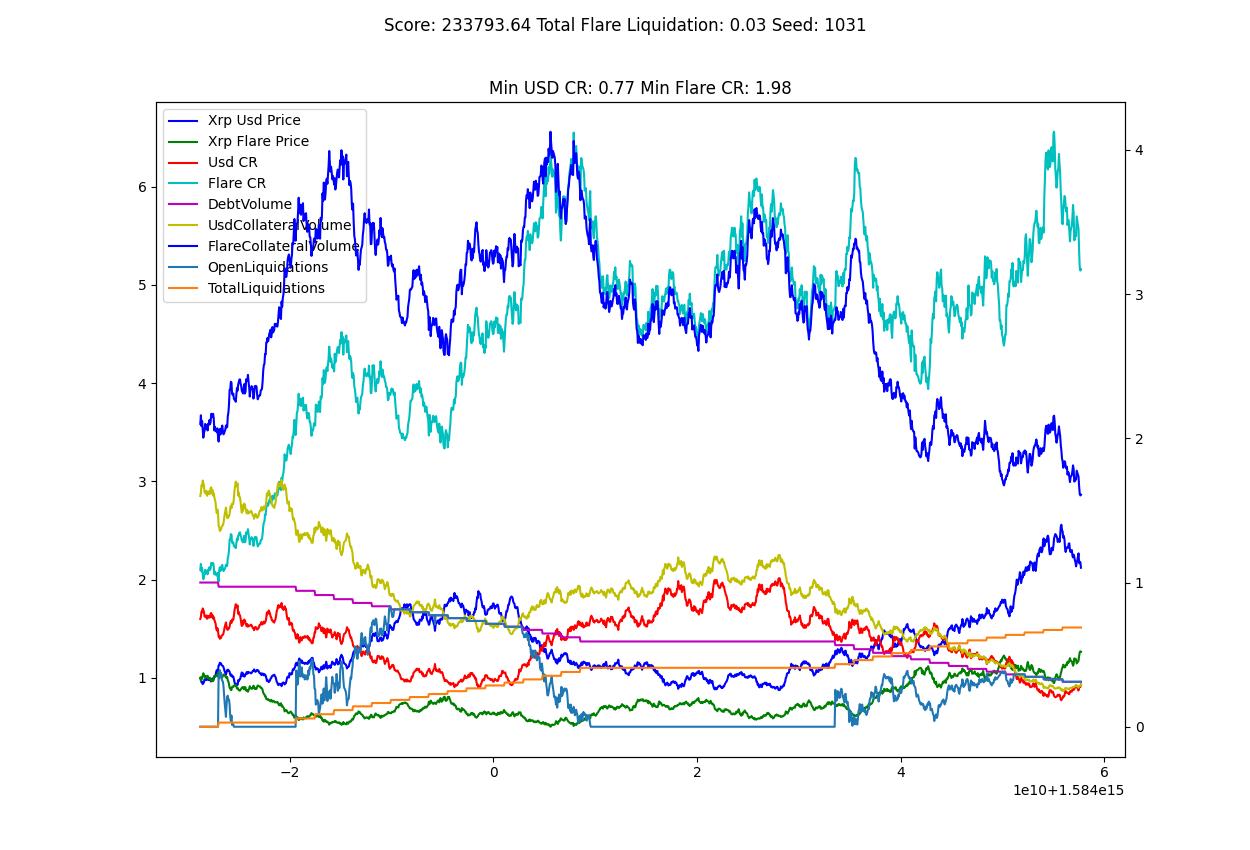 Score: 233793.64 Total Flare Liquidation: 0.03 Seed: 1031
Min USD CR: 0.77 Min Flare CR: 1.98
Xrp Usd Price
Xrp Flare Price
Usd CR
Flare CR
DebtVolume
UsdCollateralVolume
FlareCollateralVolume
OpenLiquidations
TotalLiquidations
6
5
4
3
2
1
4
3
2
1
0
−2
0
2
4
6
1e10+1.584e15